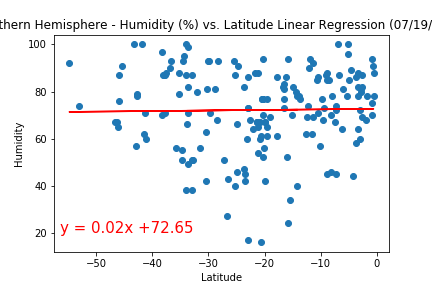 thern Hemisphere - Humidity (%) vs. Latitude Linear Regression (07/19/
100
80
60
40
20
Humidity
y = 0.02x +72.65
−50
−40
−30
−20
−10
0
Latitude